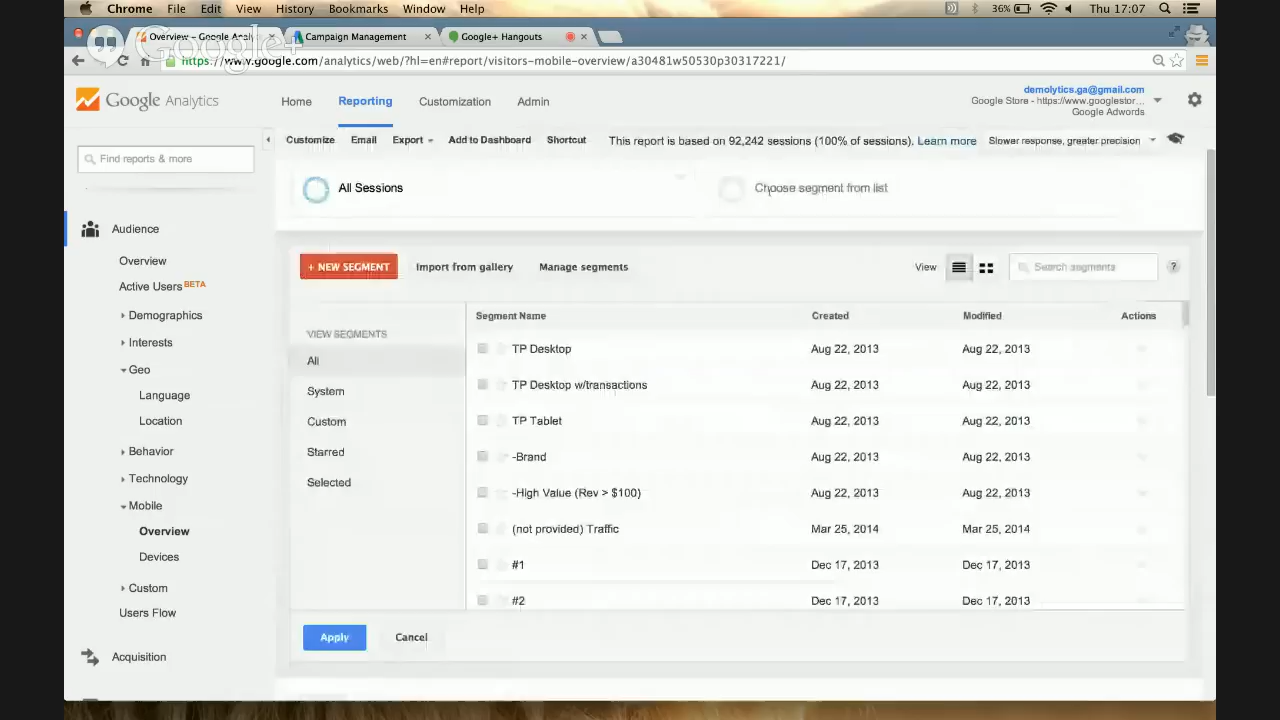 Chrome File Edit View History Bookmarks Window Help 36% Thu 17:07
Overview – Google Analy Campaign Management Google+ Hangouts
Google+
https://www.google.com/analytics/web/?hl=en#report/visitors-mobile-overview/a30481w50530p30317221/
Google Analytics Home Reporting Customization Admin
demolytics.ga@gmail.com
Google Store - https://www.googlestor...
Google Adwords
Customize Email Export Add to Dashboard Shortcut This report is based on 92,242 sessions (100% of sessions). Learn more Slower response, greater precision
Find reports & more
All Sessions Choose segment from list
Audience
Overview
Active Users BETA
Demographics
Interests
Geo
Language
Location
Behavior
Technology
Mobile
Overview
Devices
Custom
Users Flow
Acquisition
+ NEW SEGMENT Import from gallery Manage segments View Search segments ?
VIEW SEGMENTS
All
System
Custom
Starred
Selected
Segment Name Created Modified Actions
TP Desktop Aug 22, 2013 Aug 22, 2013
TP Desktop w/transactions Aug 22, 2013 Aug 22, 2013
TP Tablet Aug 22, 2013 Aug 22, 2013
-Brand Aug 22, 2013 Aug 22, 2013
-High Value (Rev > $100) Aug 22, 2013 Aug 22, 2013
(not provided) Traffic Mar 25, 2014 Mar 25, 2014
#1 Dec 17, 2013 Dec 17, 2013
#2 Dec 17, 2013 Dec 17, 2013
Apply Cancel